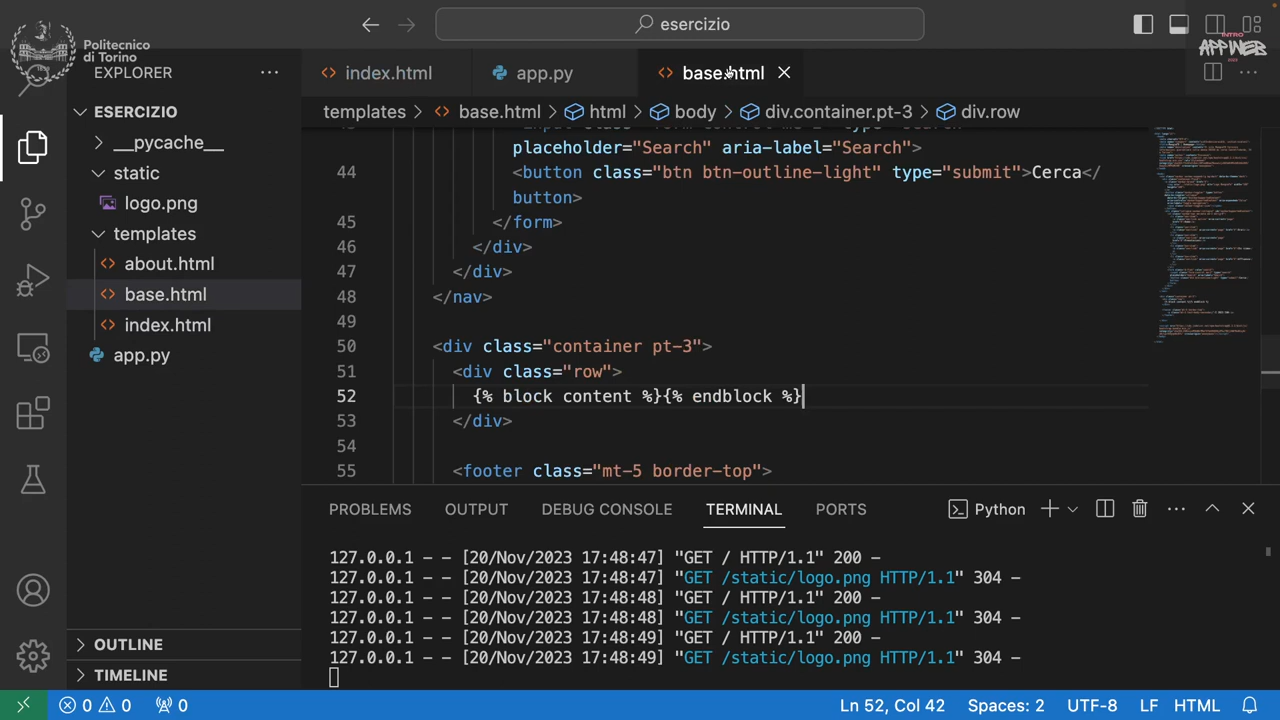 esercizio
Politecnico
di Torino
INTRO
APPIWEB
2023
EXPLORER
index.html
app.py
base.html
templates > base.html > html > body > div.container.pt-3 > div.row
ESERCIZIO
__pycache__
static
logo.png
templates
about.html
base.html
index.html
app.py
placeholder="Search" aria-label="Search">
44 <button class="btn btn-outline-light" type="submit">Cerca</
button>
45 form>
46 div>
47 </div>
48 </nav>
49
50 <div class="container pt-3">
51 <div class="row">
52 {% block content %}{% endblock %}
53 </div>
54
55 <footer class="mt-5 border-top">
PROBLEMS OUTPUT DEBUG CONSOLE TERMINAL PORTS Python
127.0.0.1 - - [20/Nov/2023 17:48:47] "GET / HTTP/1.1" 200 -
127.0.0.1 - - [20/Nov/2023 17:48:47] "GET /static/logo.png HTTP/1.1" 304 -
127.0.0.1 - - [20/Nov/2023 17:48:48] "GET / HTTP/1.1" 200 -
127.0.0.1 - - [20/Nov/2023 17:48:48] "GET /static/logo.png HTTP/1.1" 304 -
127.0.0.1 - - [20/Nov/2023 17:48:49] "GET / HTTP/1.1" 200 -
127.0.0.1 - - [20/Nov/2023 17:48:49] "GET /static/logo.png HTTP/1.1" 304 -
OUTLINE
TIMELINE
0 0 0 Ln 52, Col 42 Spaces: 2 UTF-8 LF HTML